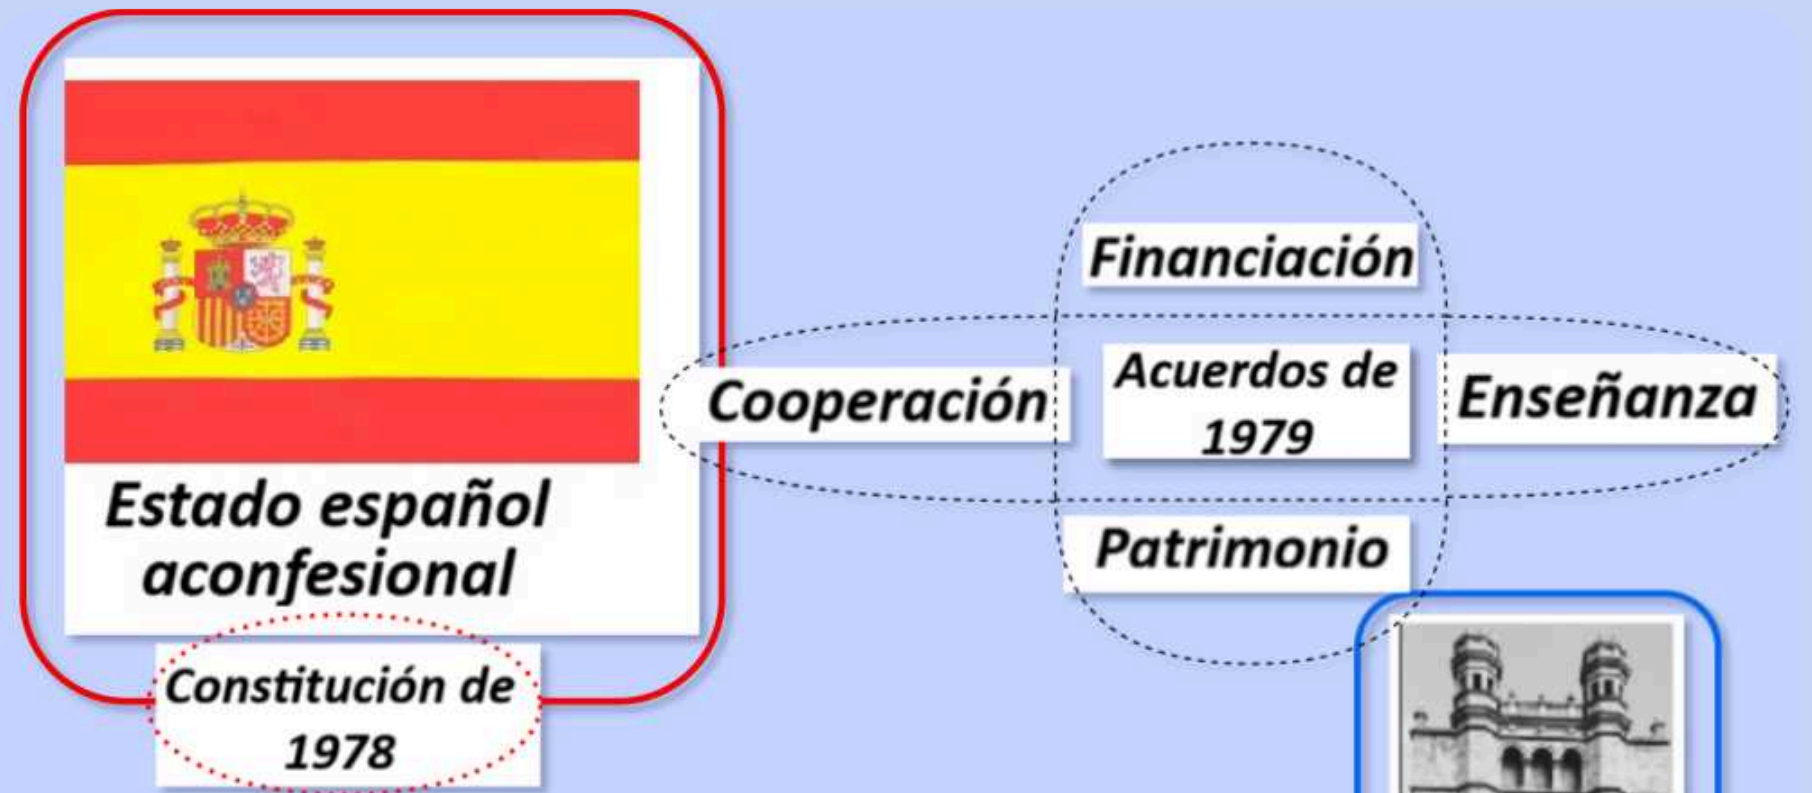 Estado español
aconfesional
Constitución de
1978
Financiación
Cooperación
Acuerdos de
1979
Enseñanza
Patrimonio